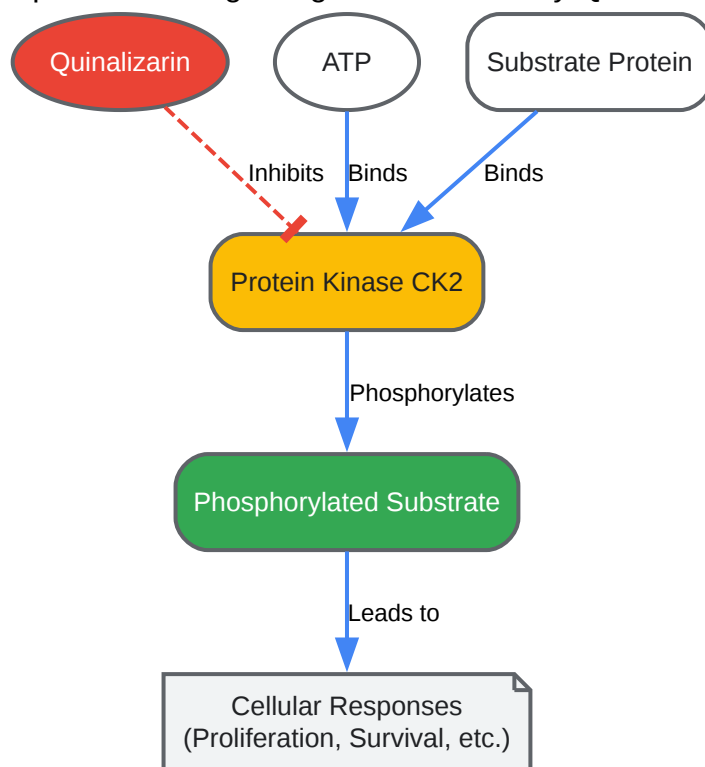 Quinalizarin
ATP
Substrate Protein
Inhibits
Binds
Binds
Protein Kinase CK2
Phosphorylates
Phosphorylated Substrate
Leads to
Cellular Responses
(Proliferation, Survival, etc.)